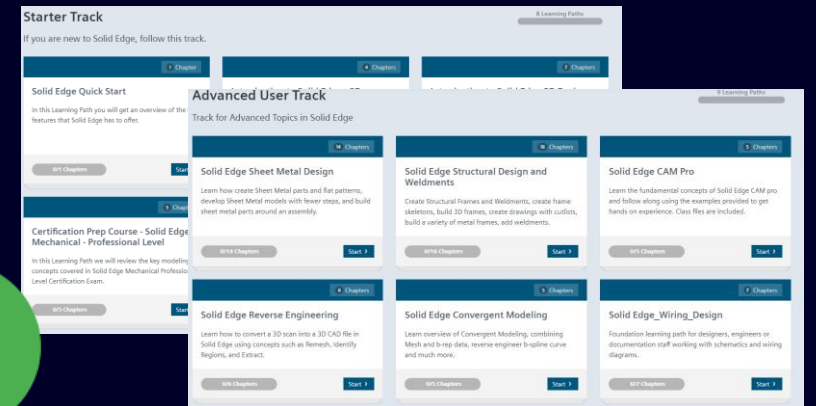 Starter Track
8 Learning Paths
If you are new to Solid Edge, follow this track.
1 Chapter
Chapters
7 Chapters
Solid Edge Quick Start
In this Learning Path you will get an overview of the
features that Solid Edge has to offer.
0/1 Chapters
Start
Certification Prep Course - Solid Edge
Mechanical - Professional Level
In this Learning Path we will review the key modeling
concepts covered in Solid Edge Mechanical Professio
Level Certification Exam.
0/5 Chapters
Start
Advanced User Track
9 Learning Paths
Track for Advanced Topics in Solid Edge
14 Chapters
Solid Edge Sheet Metal Design
Learn how create Sheet Metal parts and flat patterns,
develop Sheet Metal models with fewer steps, and build
sheet metal parts around an assembly.
0/14 Chapters
Start >
16 Chapters
Solid Edge Structural Design and
Weldments
Create Structural Frames and Weldments, create frame
skeletons, build 3D frames, create drawings with cutlists,
build a variety of metal frames, add weldments.
0/16 Chapters
Start >
5 Chapters
Solid Edge CAM Pro
Learn the fundamental concepts of Solid Edge CAM pro
and follow along using the examples provided to get
hands on experience. Class files are included.
0/5 Chapters
Start >
6 Chapters
Solid Edge Reverse Engineering
Learn how to convert a 3D scan into a 3D CAD file in
Solid Edge using concepts such as Remesh, Identify
Regions, and Extract.
0/6 Chapters
Start >
5 Chapters
Solid Edge Convergent Modeling
Learn overview of Convergent Modeling, combining
Mesh and b-rep data, reverse engineer b-spline curve
and much more.
0/5 Chapters
Start >
7 Chapters
Solid Edge_Wiring_Design
Foundation learning path for designers, engineers or
documentation staff working with schematics and wiring
diagrams.
0/7 Chapters
Start >